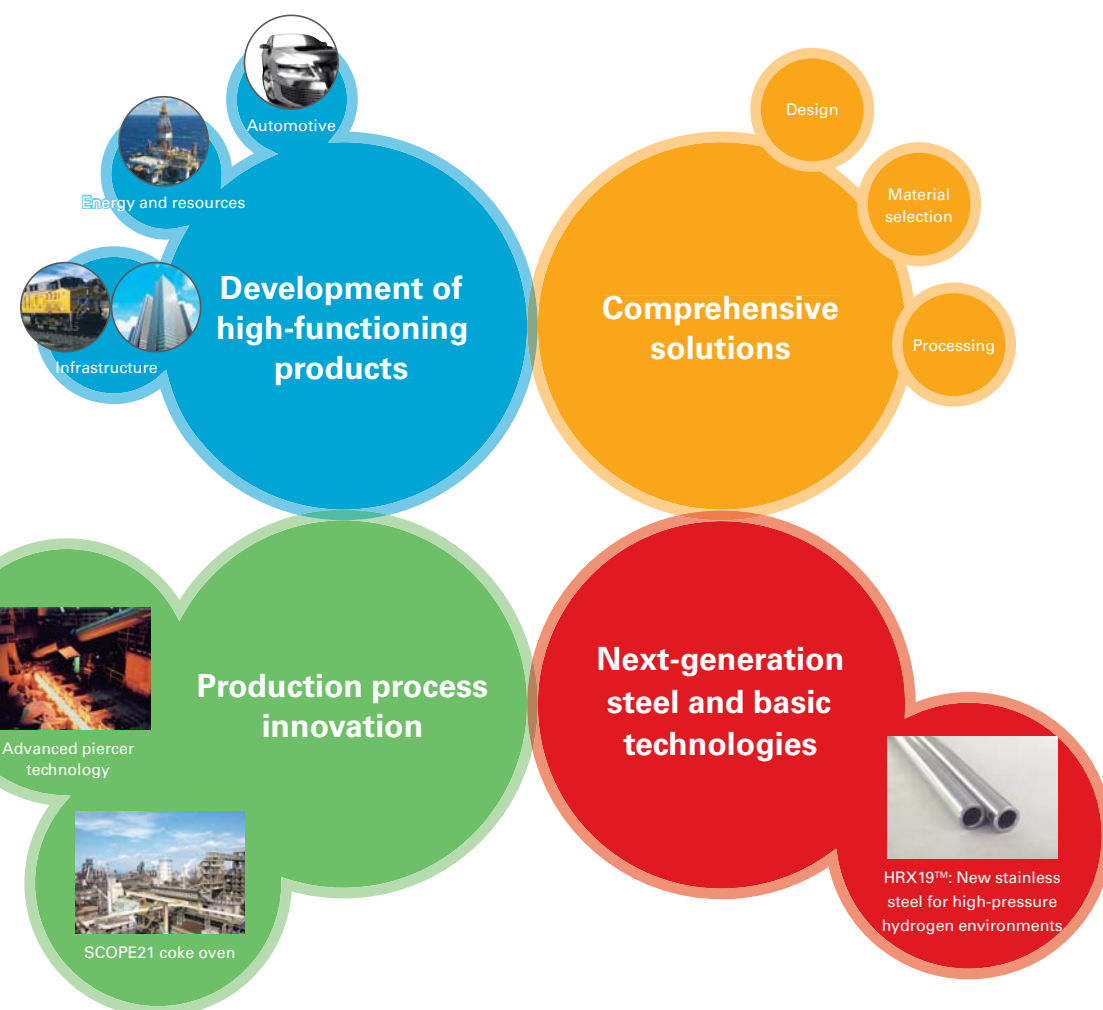 Automotive
Energy and resources
Infrastructure
Development of
high-functioning
products
Design
Material
selection
Processing
Comprehensive
solutions
Advanced piercer
technology
SCOPE21 coke oven
Production process
innovation
Next-generation
steel and basic
technologies
HRX19™: New stainless
steel for high-pressure
hydrogen environments